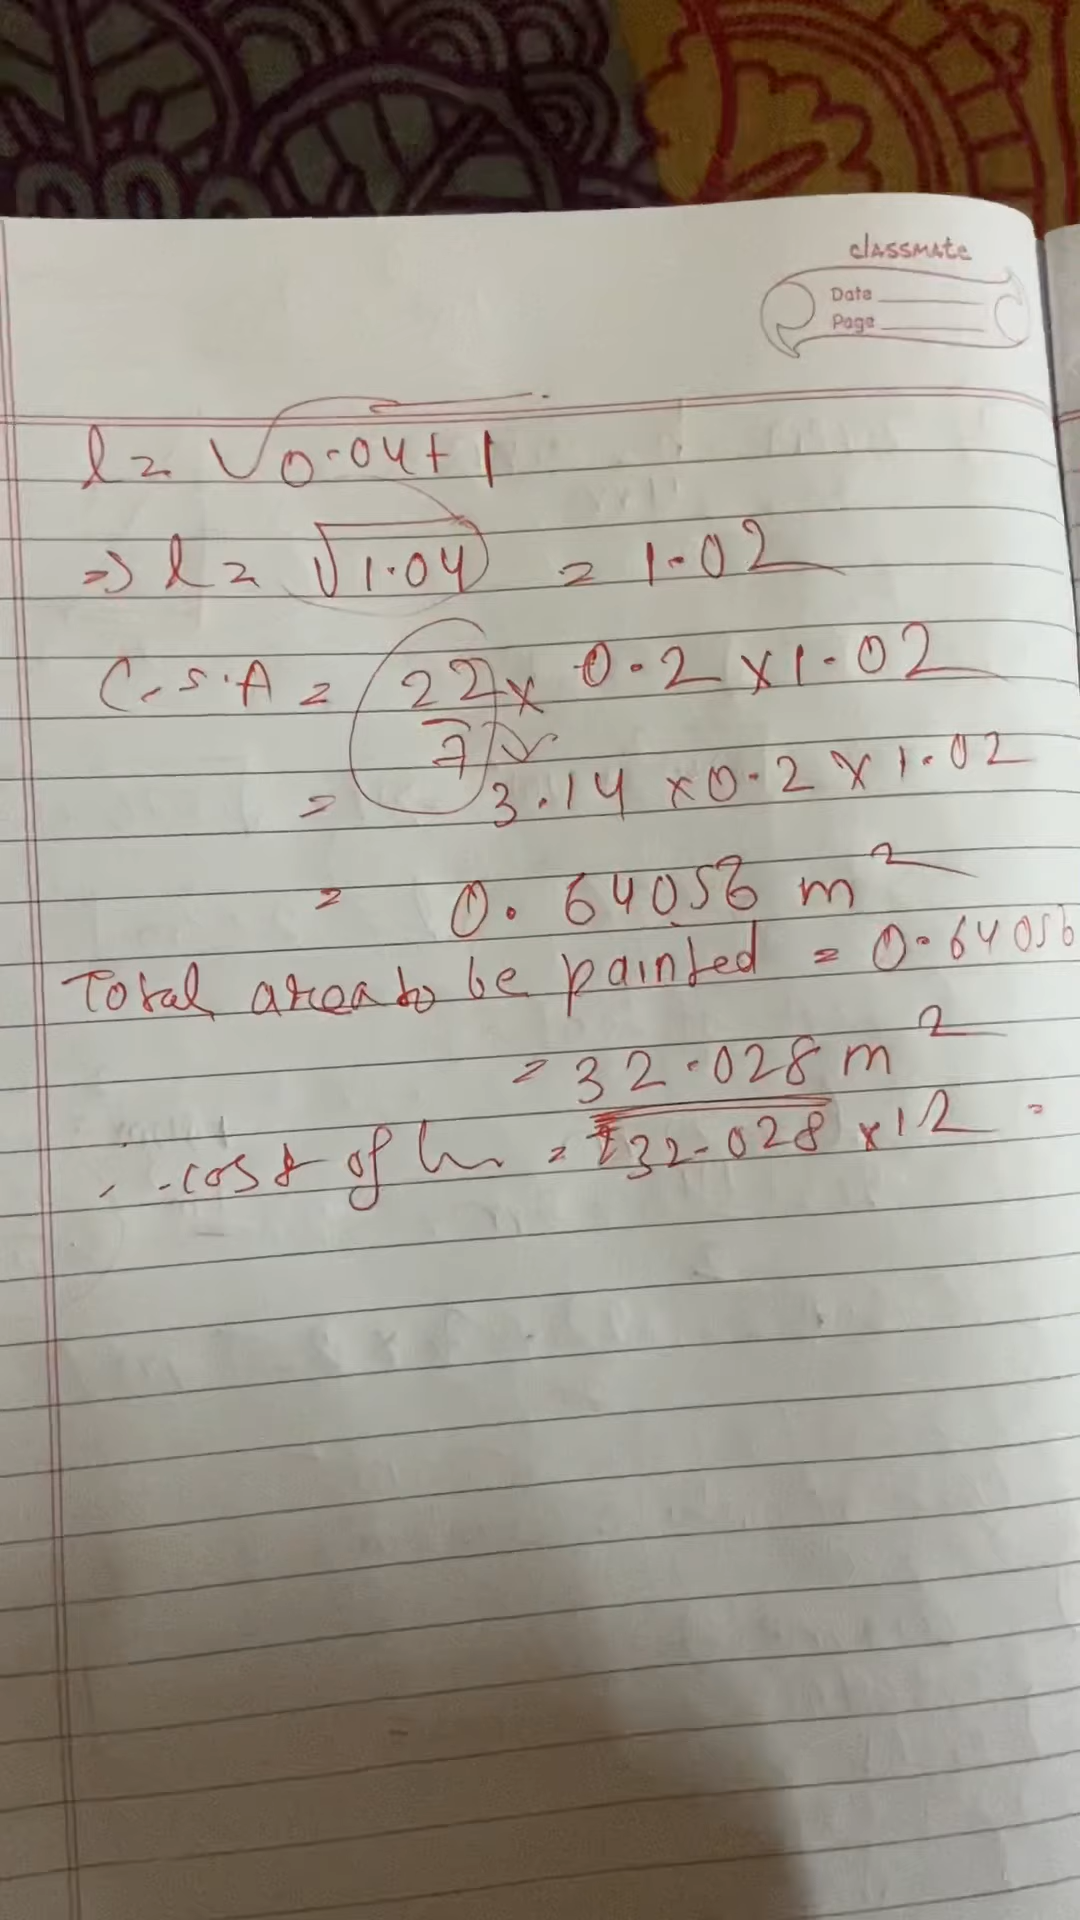 classmate
Date
Page
l = √0.04+1
⇒ l = √1.04 = 1.02
C.S.A = 22/7 × 0.2 × 1.02
= 3.14 × 0.2 × 1.02
= 0.64056 m²
Total area to be painted = 0.64056
= 32.028 m²
∴ cost of = ₹32.028 × 12 =